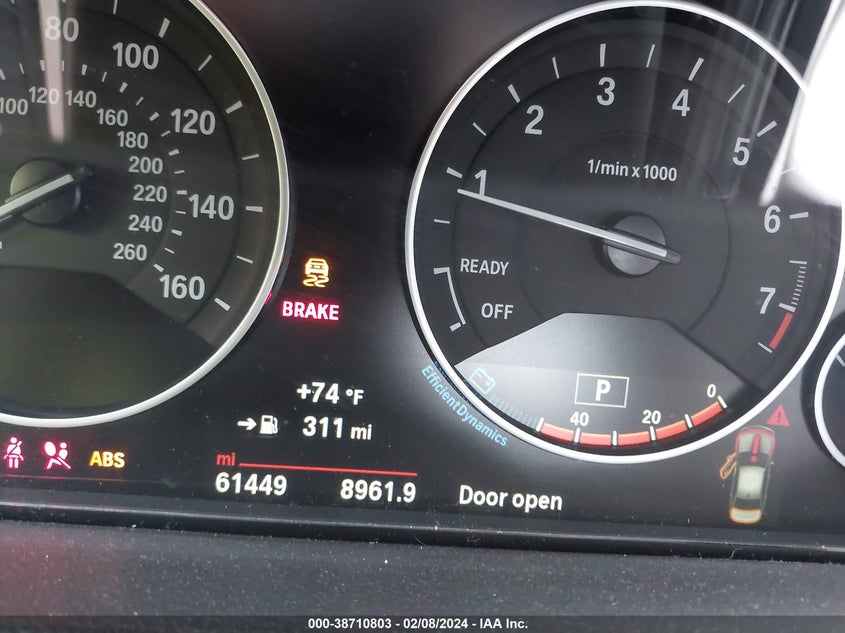 80
100
120
140
160
100 120 140
160
180
200
220
240
260
BRAKE
+74 °F
311 mi
ABS
mi
61449 8961.9
Door open
1 2 3 4 5 6 7
1/min x 1000
READY
OFF
P
40 20 0
EfficientDynamics
000-38710803 - 02/08/2024 - IAA Inc.